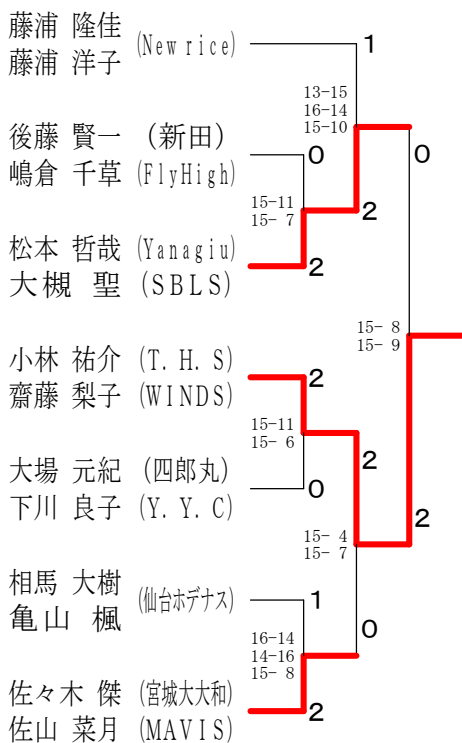 藤浦 隆佳
藤浦 洋子 (New rice)
1
13-15
16-14
15-10
0
後藤 賢一 (新田)
嶋倉 千草 (FlyHigh)
0
15-11
15- 7
2
松本 哲哉 (Yanagiu)
大槻 聖 (SBLS)
2
15- 8
15- 9
小林 祐介 (T. H. S)
齋藤 梨子 (WINDS)
2
15-11
15- 6
2
大場 元紀 (四郎丸)
下川 良子 (Y. Y. C)
0
2
15- 4
15- 7
相馬 大樹
亀山 楓 (仙台ホデナス)
1
0
16-14
14-16
15- 8
佐々木 傑 (宮城大大和)
佐山 菜月 (MAVIS)
2